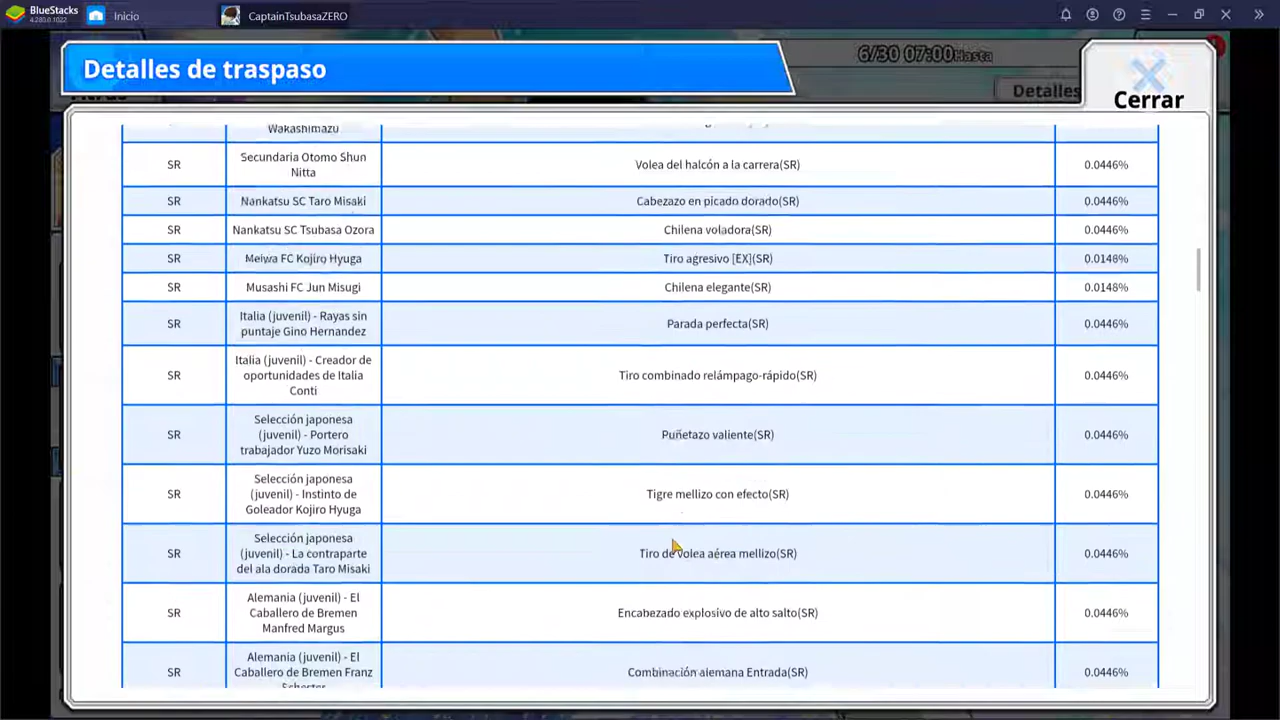 BlueStacks
4.280.0.1022
Inicio
CaptainTsubasaZERO
Detalles de traspaso
6/30 07:00Hasta
Detalles
Cerrar
Wakashimazu
SR
Secundaria Otomo Shun
Nitta
Volea del halcón a la carrera(SR)
0.0446%
SR
Nankatsu SC Taro Misaki
Cabezazo en picado dorado(SR)
0.0446%
SR
Nankatsu SC Tsubasa Ozora
Chilena voladora(SR)
0.0446%
SR
Meiwa FC Kojiro Hyuga
Tiro agresivo [EX](SR)
0.0148%
SR
Musashi FC Jun Misugi
Chilena elegante(SR)
0.0148%
SR
Italia (juvenil) - Rayas sin
puntaje Gino Hernandez
Parada perfecta(SR)
0.0446%
SR
Italia (juvenil) - Creador de
oportunidades de Italia
Conti
Tiro combinado relámpago-rápido(SR)
0.0446%
SR
Selección japonesa
(juvenil) - Portero
trabajador Yuzo Morisaki
Puñetazo valiente(SR)
0.0446%
SR
Selección japonesa
(juvenil) - Instinto de
Goleador Kojiro Hyuga
Tigre mellizo con efecto(SR)
0.0446%
SR
Selección japonesa
(juvenil) - La contraparte
del ala dorada Taro Misaki
Tiro de volea aérea mellizo(SR)
0.0446%
SR
Alemania (juvenil) - El
Caballero de Bremen
Manfred Margus
Encabezado explosivo de alto salto(SR)
0.0446%
SR
Alemania (juvenil) - El
Caballero de Bremen Franz
Combinación alemana Entrada(SR)
0.0446%